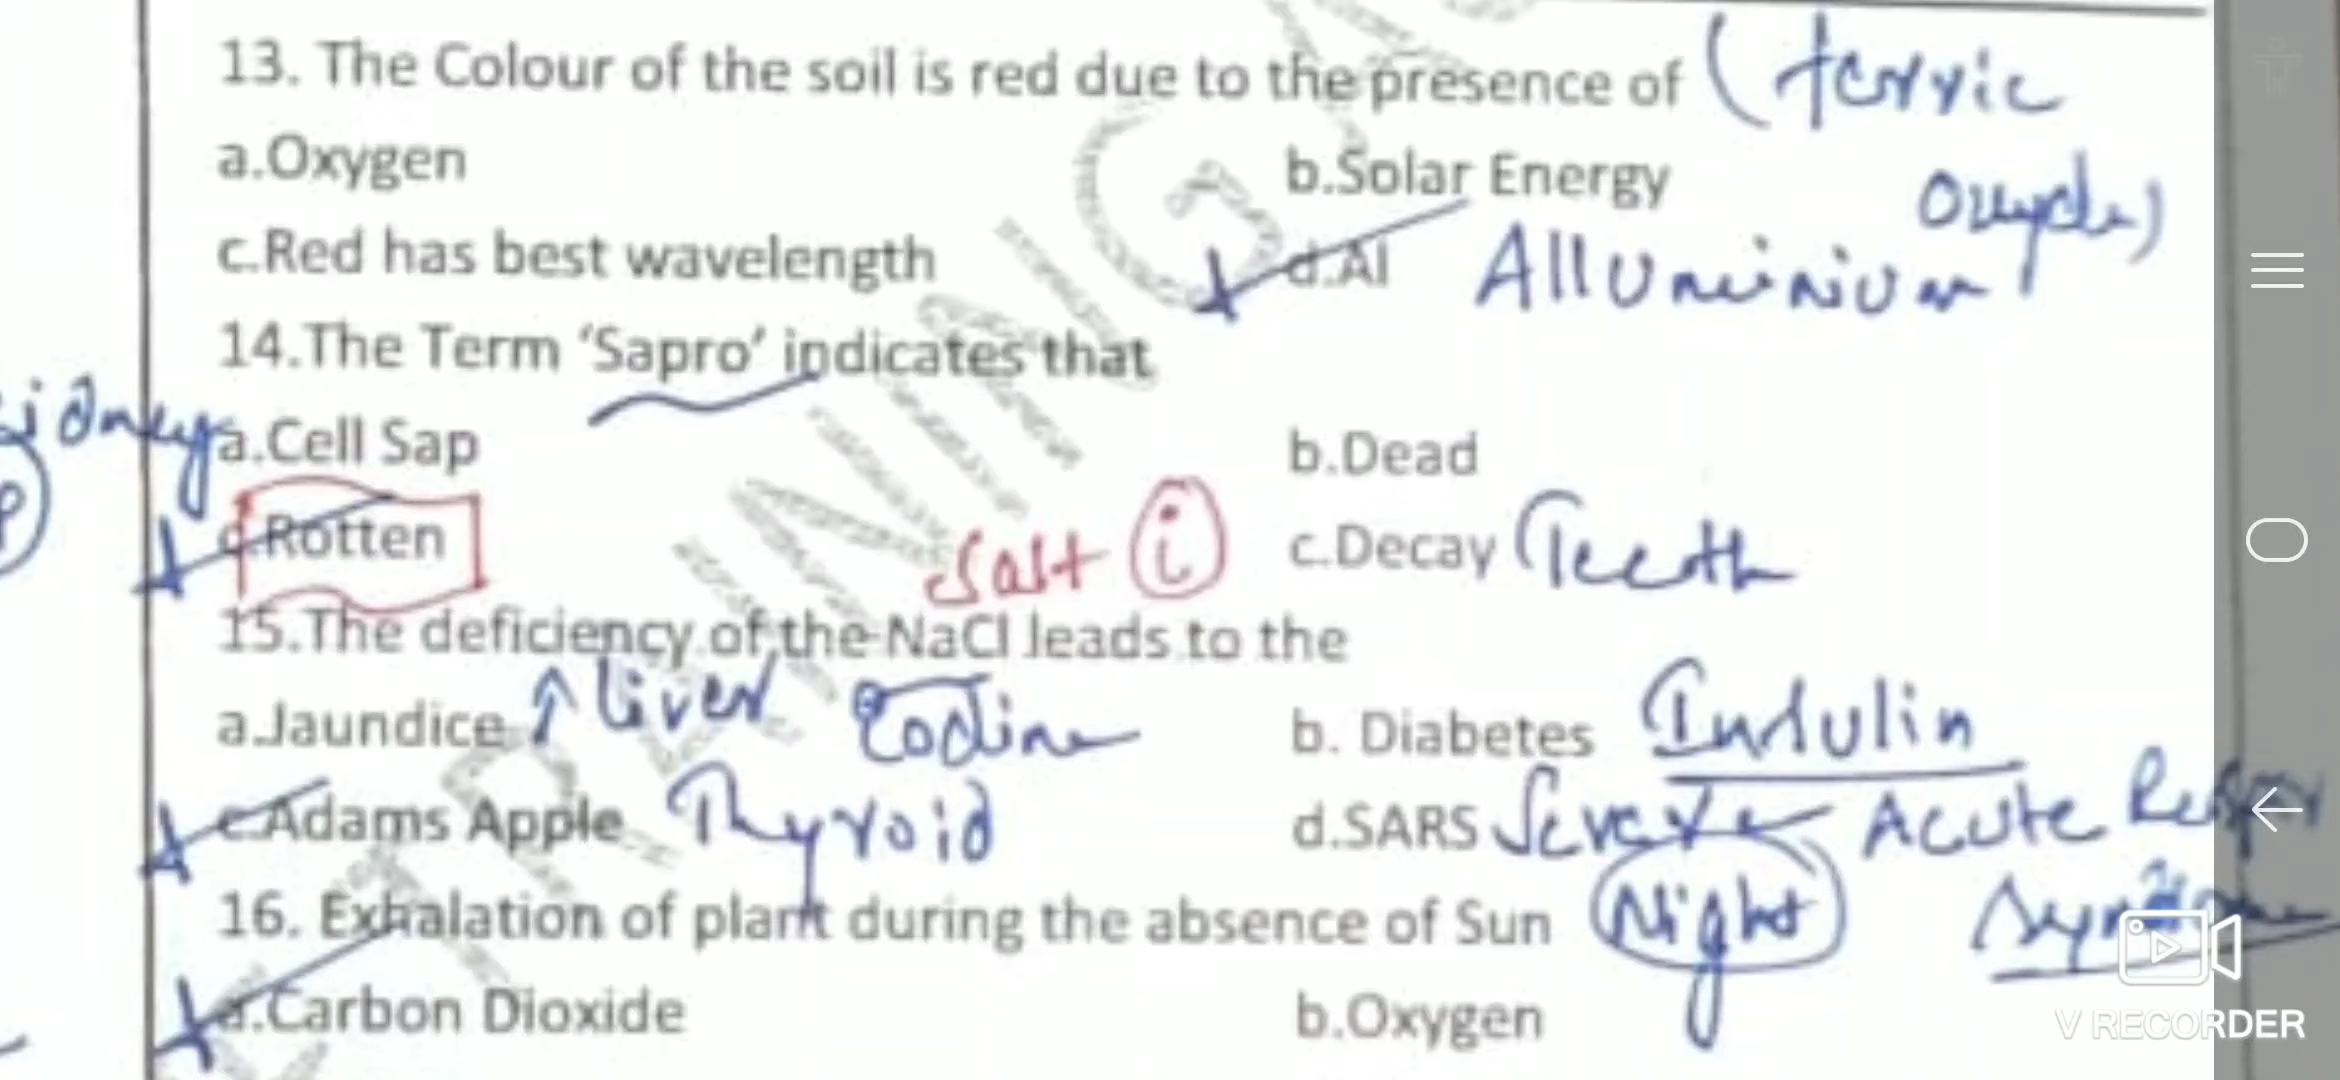 13. The Colour of the soil is red due to the presence of (ferric
a.Oxygen b.Solar Energy
c.Red has best wavelength d.Al Alluminium
14.The Term ‘Sapro’ indicates that
a.Cell Sap b.Dead
c.Rotten c.Decay (Teeth
Salt i
15.The deficiency of the NaCl leads to the
a.Jaundice ↑ liver Iodine b. Diabetes
c.Adams Apple Thyroid d.SARS Severe Acute
16. Exhalation of plant during the absence of Sun Night
a.Carbon Dioxide b.Oxygen
V RECORDER